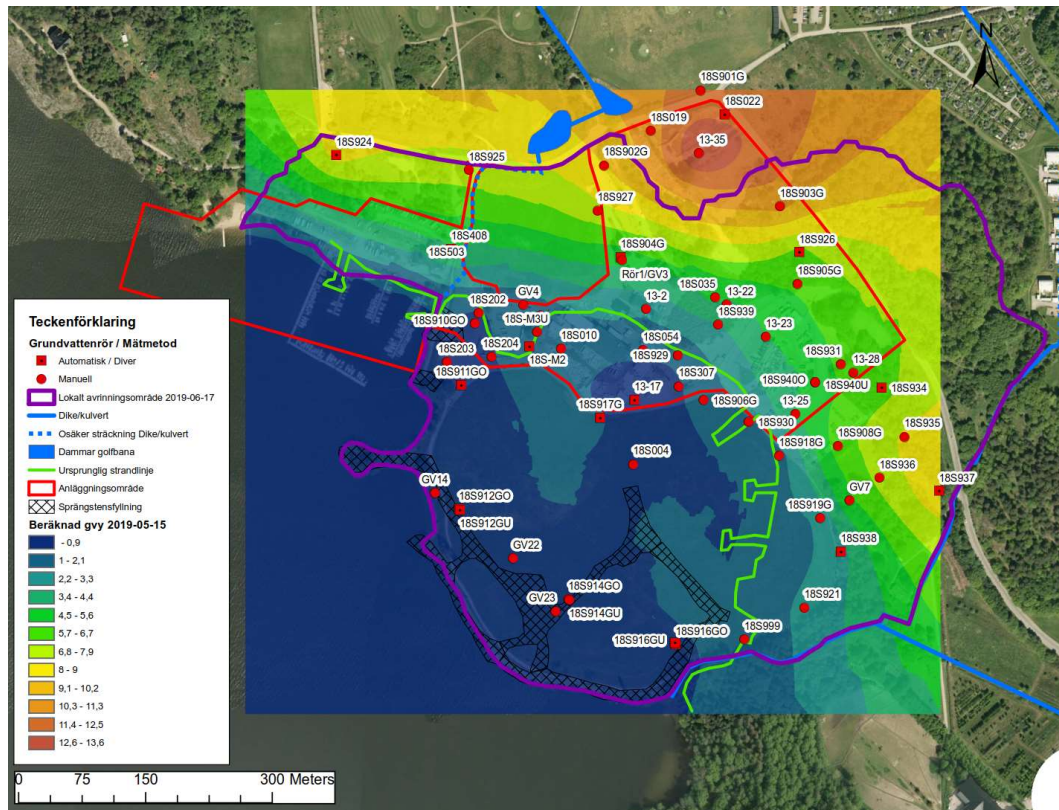 N
18S901G
18S022
18S019
13-35
18S924
18S925
18S902G
18S903G
18S927
18S408
18S503
18S904G
18S926
Rör1/GV3
18S905G
GV4
13-2
18S035
13-22
18S202
18S939
18S910GO
18S-M3U
13-23
18S203
18S204
18S010
18S054
18S929
18S931
13-28
18S-M2
18S911GO
18S307
18S940O
18S940U
18S934
13-17
18S906G
13-25
18S917G
18S930
18S935
18S918G
18S908G
18S004
18S936
18S937
GV14
18S912GO
GV7
18S912GU
18S919G
18S938
GV22
18S914GO
GV23
18S914GU
18S921
18S916GU
18S916GO
18S999
Teckenförklaring
Grundvattenrör / Mätmetod
Automatisk / Diver
Manuell
Lokalt avrinningsområde 2019-06-17
Dike/kulvert
Osäker sträckning Dike/kulvert
Dammar golfbana
Ursprunglig strandlinje
Anläggningsområde
Sprängstensfyllning
Beräknad gvy 2019-05-15
- 0,9
1 - 2,1
2,2 - 3,3
3,4 - 4,4
4,5 - 5,6
5,7 - 6,7
6,8 - 7,9
8 - 9
9,1 - 10,2
10,3 - 11,3
11,4 - 12,5
12,6 - 13,6
0 75 150 300 Meters